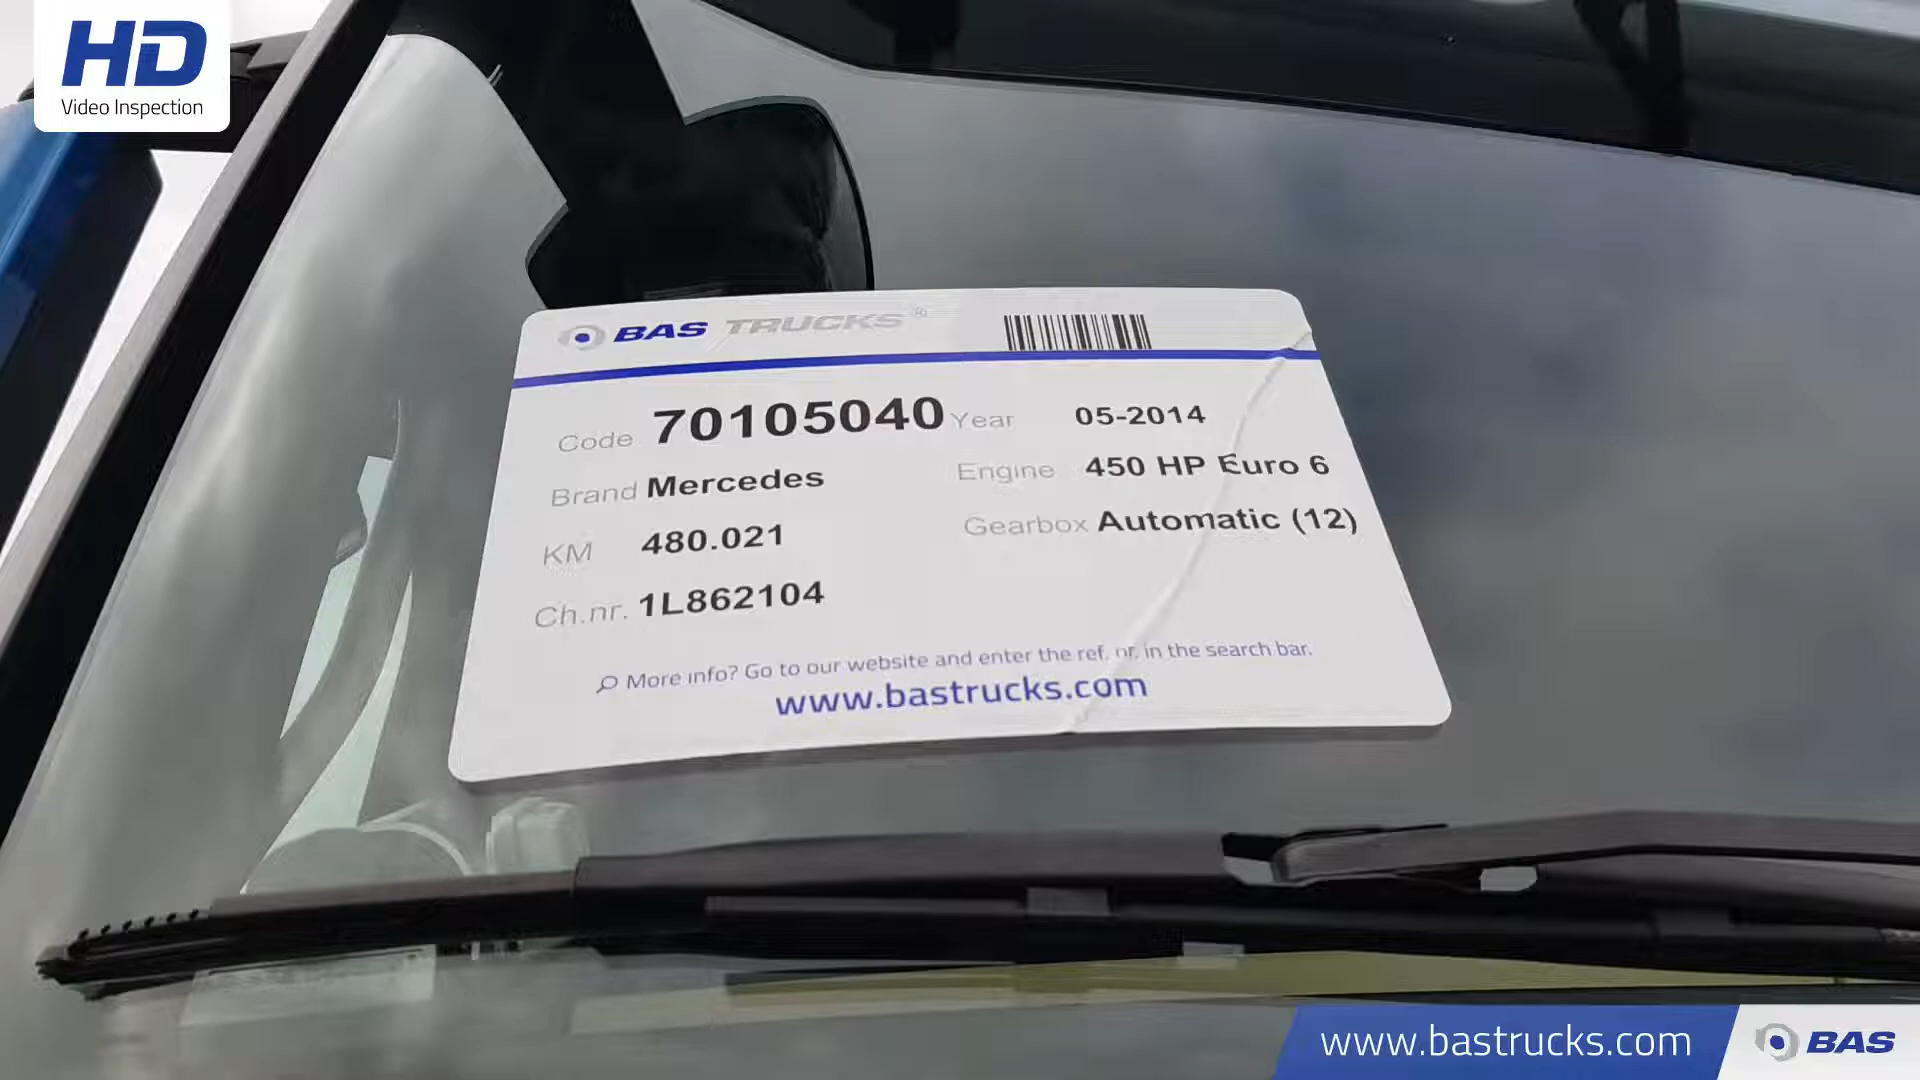 HD
Video Inspection
BAS TRUCKS®
Code 70105040 Year 05-2014
Brand Mercedes Engine 450 HP Euro 6
KM 480.021 Gearbox Automatic (12)
Ch.nr. 1L862104
More info? Go to our website and enter the ref. nr. in the search bar.
www.bastrucks.com
www.bastrucks.com BAS